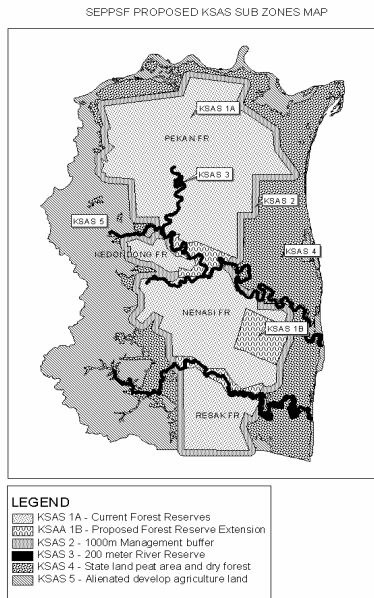 SEPPSF PROPOSED KSAS SUB ZONES MAP
KSAS 1A
PEKAN FR
KSAS 3
KSAS 2
KSAS 5
KSAS 4
KEDONDONG FR
NENASI FR
KSAS 1B
RESAK FR
LEGEND
KSAS 1A - Current Forest Reserves
KSAA 1B - Proposed Forest Reserve Extension
KSAS 2 - 1000m Management buffer
KSAS 3 - 200 meter River Reserve
KSAS 4 - State land peat area and dry forest
KSAS 5 - Alienated develop agriculture land